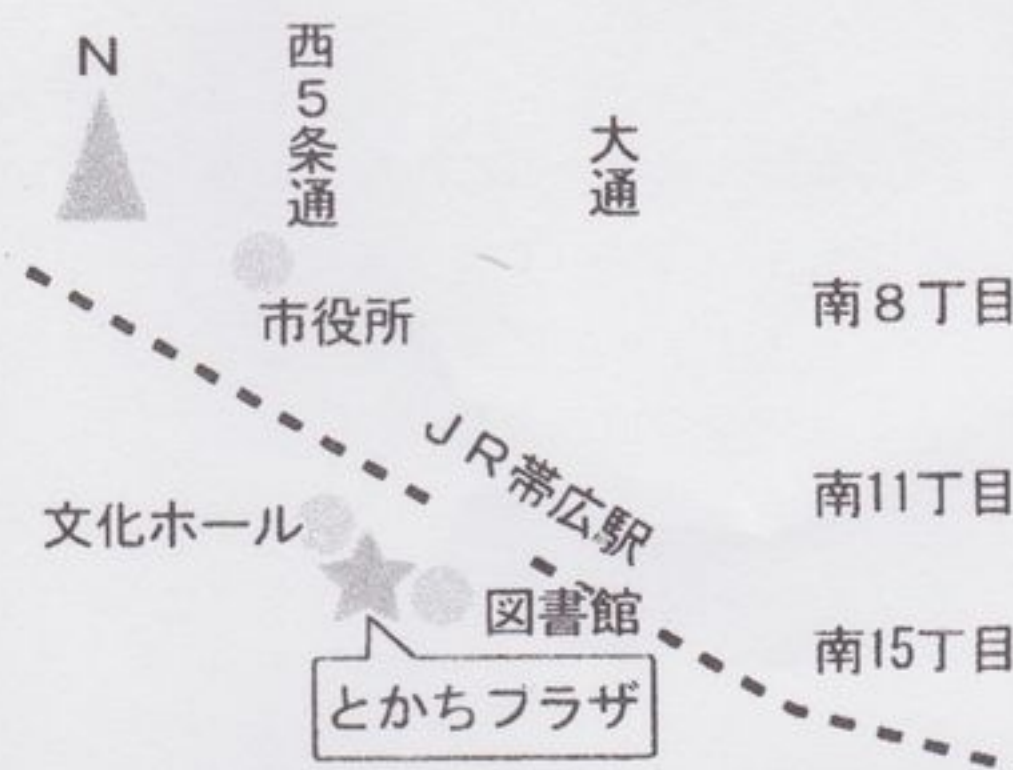 N
西5条通
大通
市役所
南8丁目
JR帯広駅
南11丁目
文化ホール
図書館
南15丁目
とかちプラザ